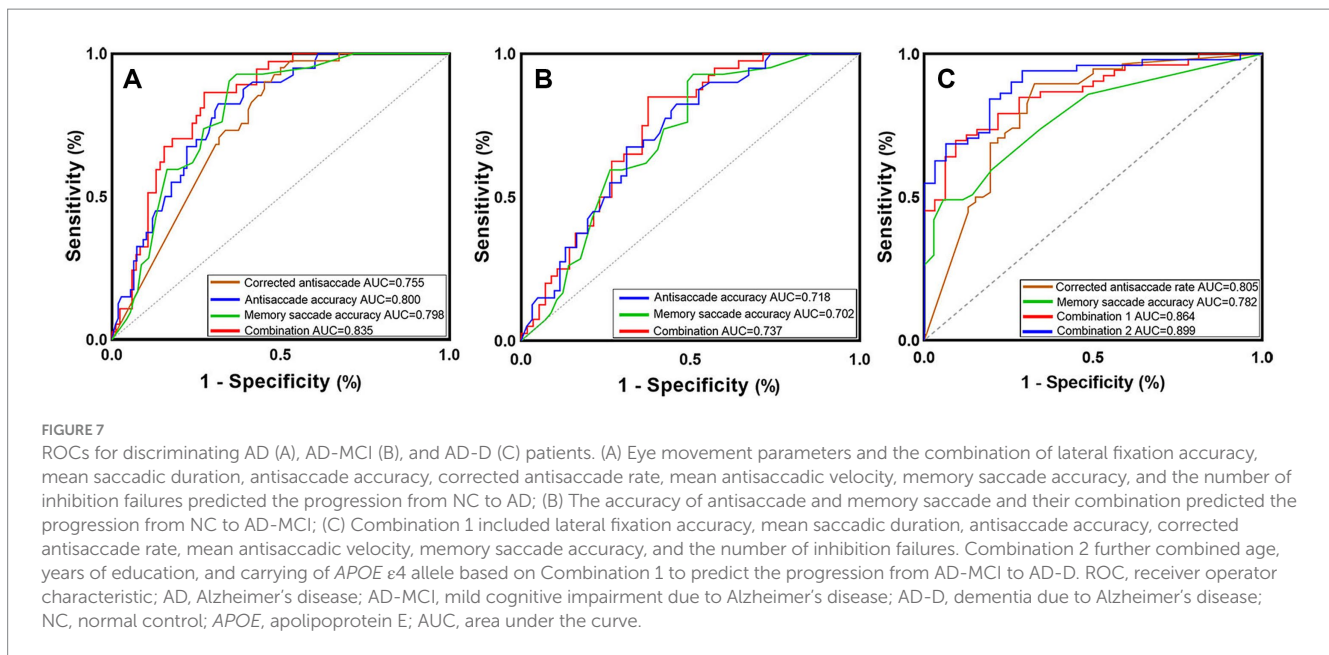 1.0
A
0.5
0.0
Sensitivity (%)
Corrected antisaccade AUC=0.755
Antisaccade accuracy AUC=0.800
Memory saccade accuracy AUC=0.798
Combination AUC=0.835
0.0
0.5
1.0
1 - Specificity (%)
1.0
B
0.5
0.0
Sensitivity (%)
Antisaccade accuracy AUC=0.718
Memory saccade accuracy AUC=0.702
Combination AUC=0.737
0.0
0.5
1.0
1 - Specificity (%)
1.0
C
0.5
0.0
Sensitivity (%)
Corrected antisaccade rate AUC=0.805
Memory saccade accuracy AUC=0.782
Combination 1 AUC=0.864
Combination 2 AUC=0.899
0.0
0.5
1.0
1 - Specificity (%)
FIGURE 7
ROCs for discriminating AD (A), AD-MCI (B), and AD-D (C) patients. (A) Eye movement parameters and the combination of lateral fixation accuracy,
mean saccadic duration, antisaccade accuracy, corrected antisaccade rate, mean antisaccadic velocity, memory saccade accuracy, and the number of
inhibition failures predicted the progression from NC to AD; (B) The accuracy of antisaccade and memory saccade and their combination predicted the
progression from NC to AD-MCI; (C) Combination 1 included lateral fixation accuracy, mean saccadic duration, antisaccade accuracy, corrected
antisaccade rate, mean antisaccadic velocity, memory saccade accuracy, and the number of inhibition failures. Combination 2 further combined age,
years of education, and carrying of APOE ε4 allele based on Combination 1 to predict the progression from AD-MCI to AD-D. ROC, receiver operator
characteristic; AD, Alzheimer's disease; AD-MCI, mild cognitive impairment due to Alzheimer's disease; AD-D, dementia due to Alzheimer's disease;
NC, normal control; APOE, apolipoprotein E; AUC, area under the curve.